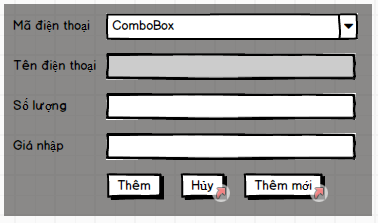 Mã điện thoại ComboBox
Tên điện thoại
Số lượng
Giá nhập
Thêm Hủy Thêm mới